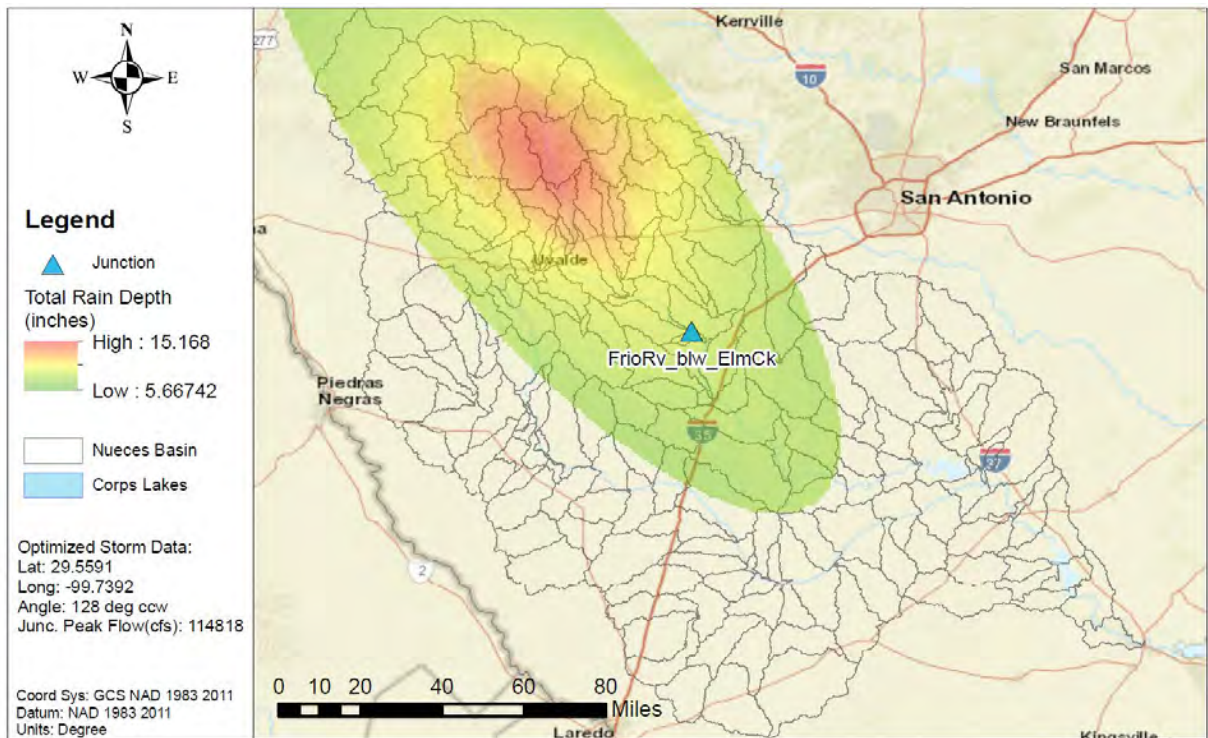 N
W
E
S
Legend
Junction
Total Rain Depth
(inches)
High : 15.168
Low : 5.66742
Nueces Basin
Corps Lakes
Optimized Storm Data:
Lat: 29.5591
Long: -99.7392
Angle: 128 deg ccw
Junc. Peak Flow(cfs): 114818
Coord Sys: GCS NAD 1983 2011
Datum: NAD 1983 2011
Units: Degree
277
Kerrville
10
San Marcos
New Braunfels
San Antonio
na
Uvalde
FrioRv_blw_ElmCk
Piedras
Negras
35
37
2
0 10 20 40 60 80
Miles
Laredo
Kingsville